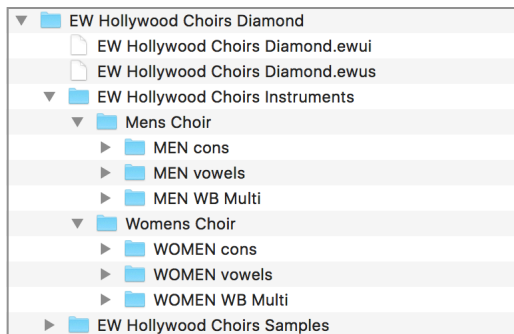 EW Hollywood Choirs Diamond
EW Hollywood Choirs Diamond.ewui
EW Hollywood Choirs Diamond.ewus
EW Hollywood Choirs Instruments
Mens Choir
MEN cons
MEN vowels
MEN WB Multi
Womens Choir
WOMEN cons
WOMEN vowels
WOMEN WB Multi
EW Hollywood Choirs Samples